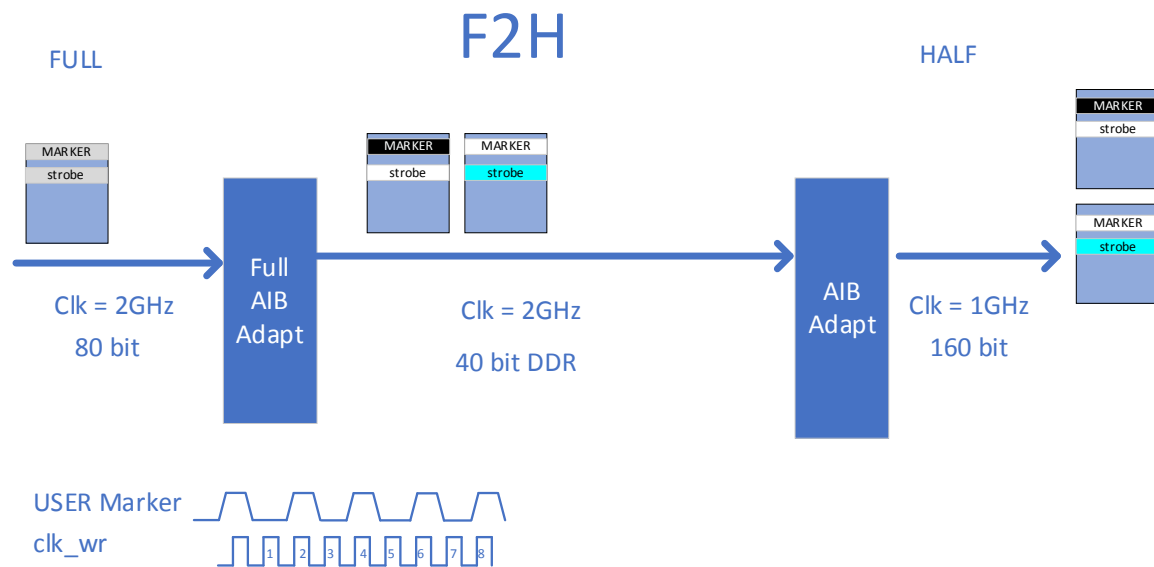 F2H
FULL
HALF
MARKER
strobe
MARKER
strobe
MARKER
strobe
MARKER
strobe
MARKER
strobe
Full
AIB
Adapt
AIB
Adapt
Clk = 2GHz
80 bit
Clk = 2GHz
40 bit DDR
Clk = 1GHz
160 bit
USER Marker
clk_wr
1 2 3 4 5 6 7 8